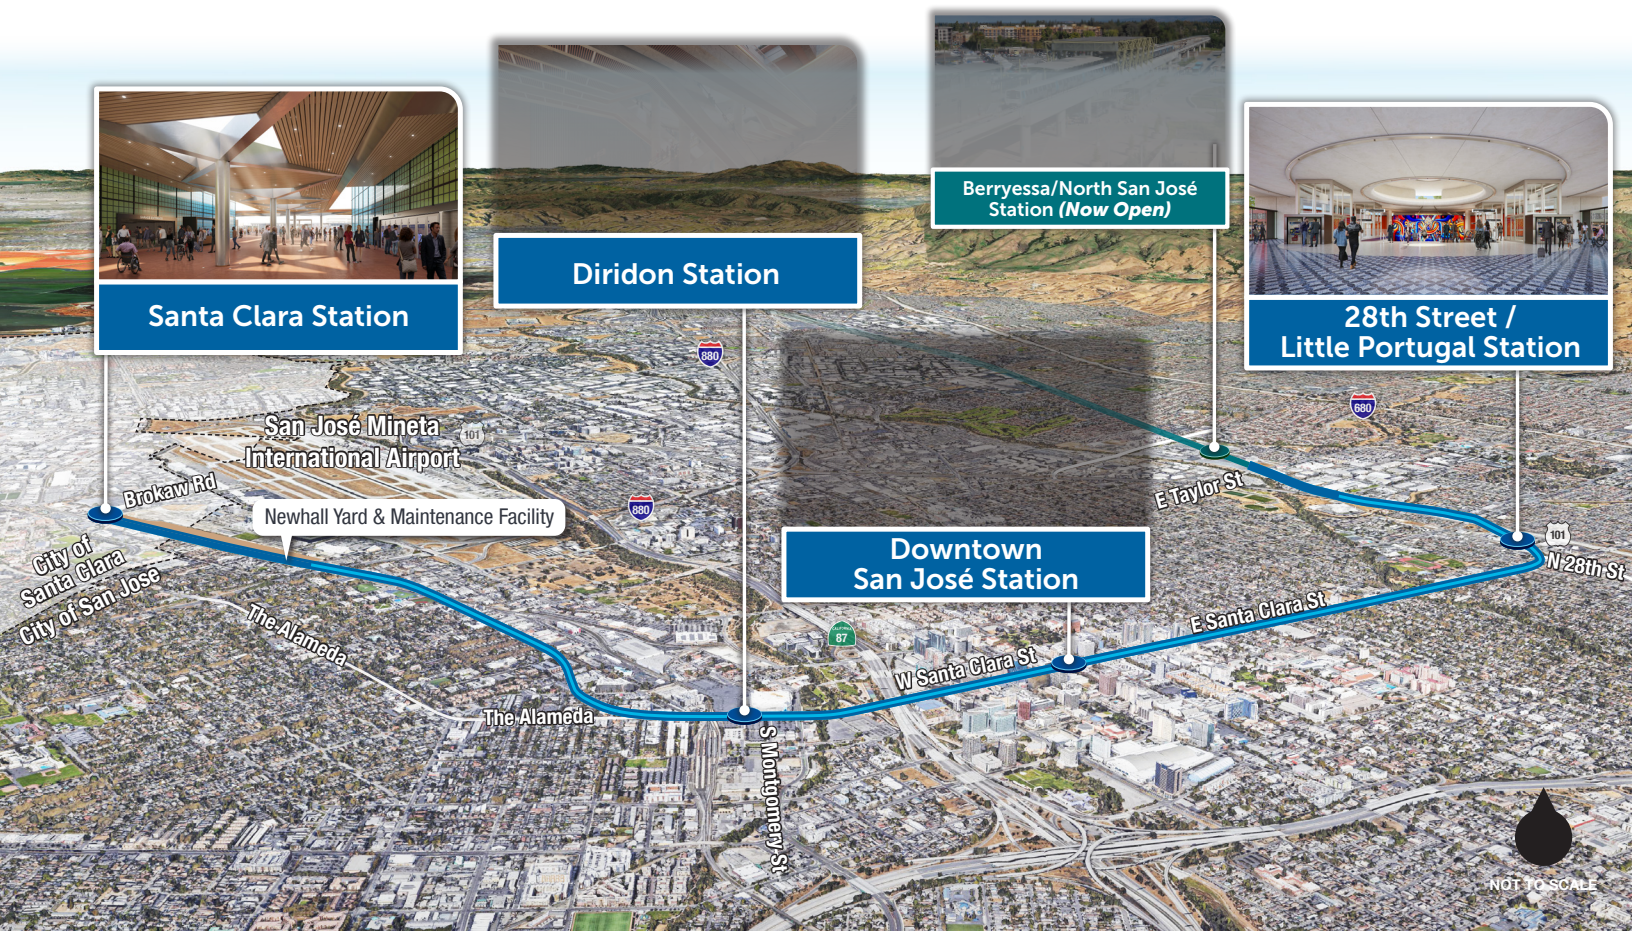 Berryessa/North San José
Station (Now Open)
Diridon Station
Santa Clara Station
28th Street /
Little Portugal Station
880
680
San José Mineta
International Airport
101
Brokaw Rd
E Taylor St
Newhall Yard & Maintenance Facility
880
101
N 28th St
City of
Santa Clara
City of San Jose
Downtown
San José Station
The Alameda
CALIFORNIA
87
E Santa Clara St
W Santa Clara St
The Alameda
S Montgomery St
NOT TO SCALE